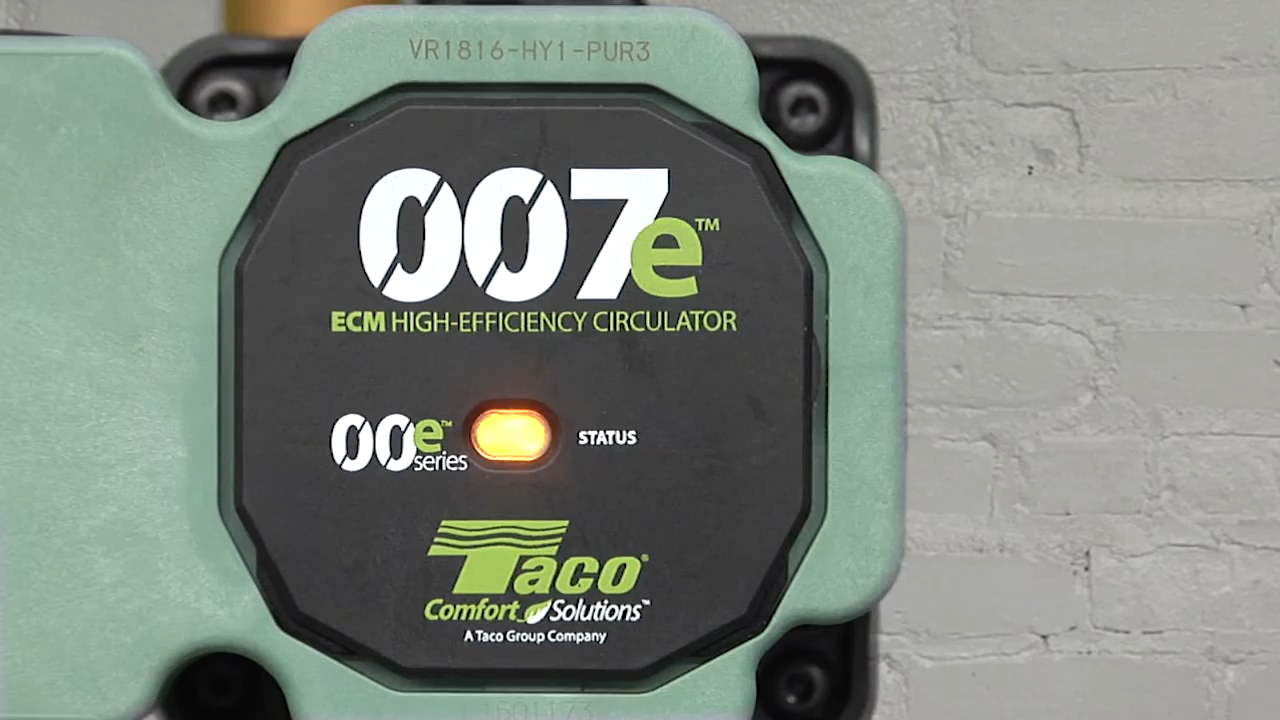 VR1816-HY1-PUR3
007e™
ECM HIGH-EFFICIENCY CIRCULATOR
00e™ series
STATUS
Taco®
Comfort Solutions™
A Taco Group Company